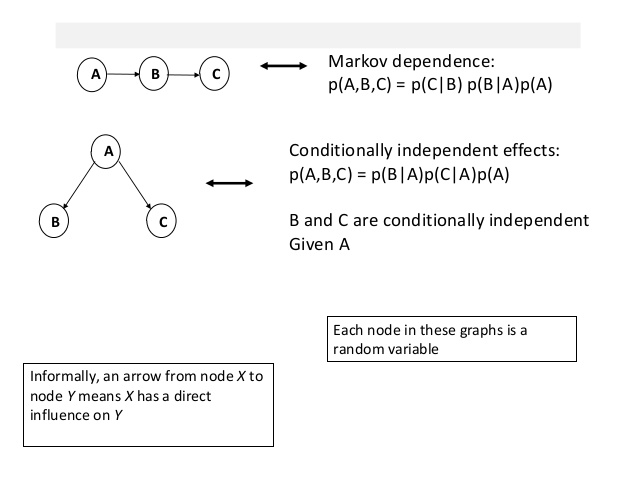 A B C
Markov dependence:
p(A,B,C) = p(C|B) p(B|A)p(A)
A
B C
Conditionally independent effects:
p(A,B,C) = p(B|A)p(C|A)p(A)
B and C are conditionally independent
Given A
Each node in these graphs is a
random variable
Informally, an arrow from node X to
node Y means X has a direct
influence on Y